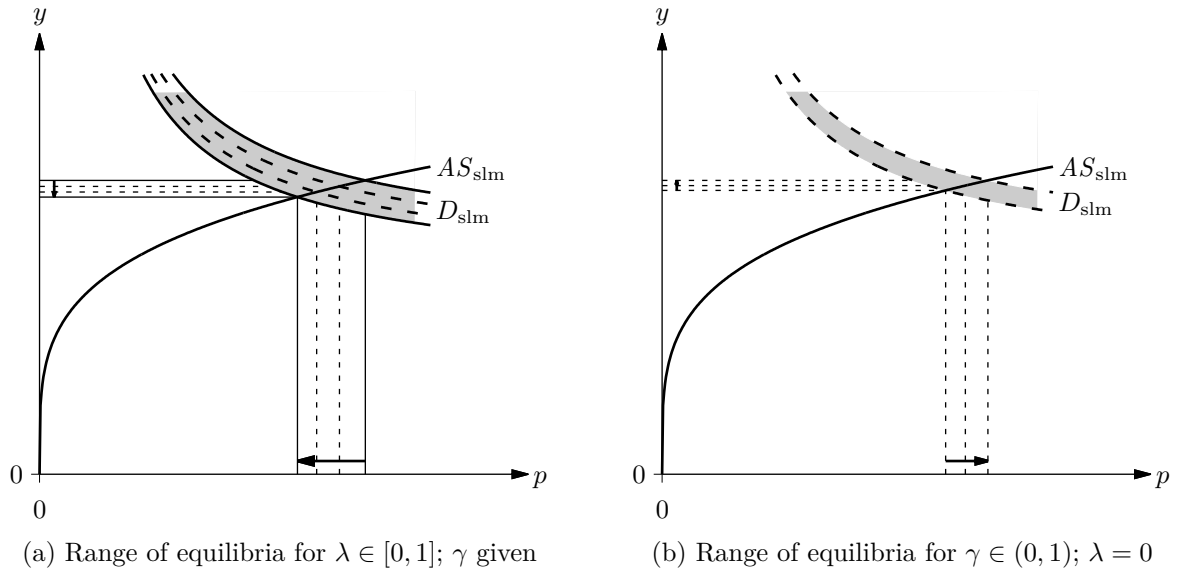 y
AS_slm
D_slm
0
p
0
(a) Range of equilibria for λ ∈ [0, 1]; γ given
y
AS_slm
D_slm
0
p
0
(b) Range of equilibria for γ ∈ (0, 1); λ = 0